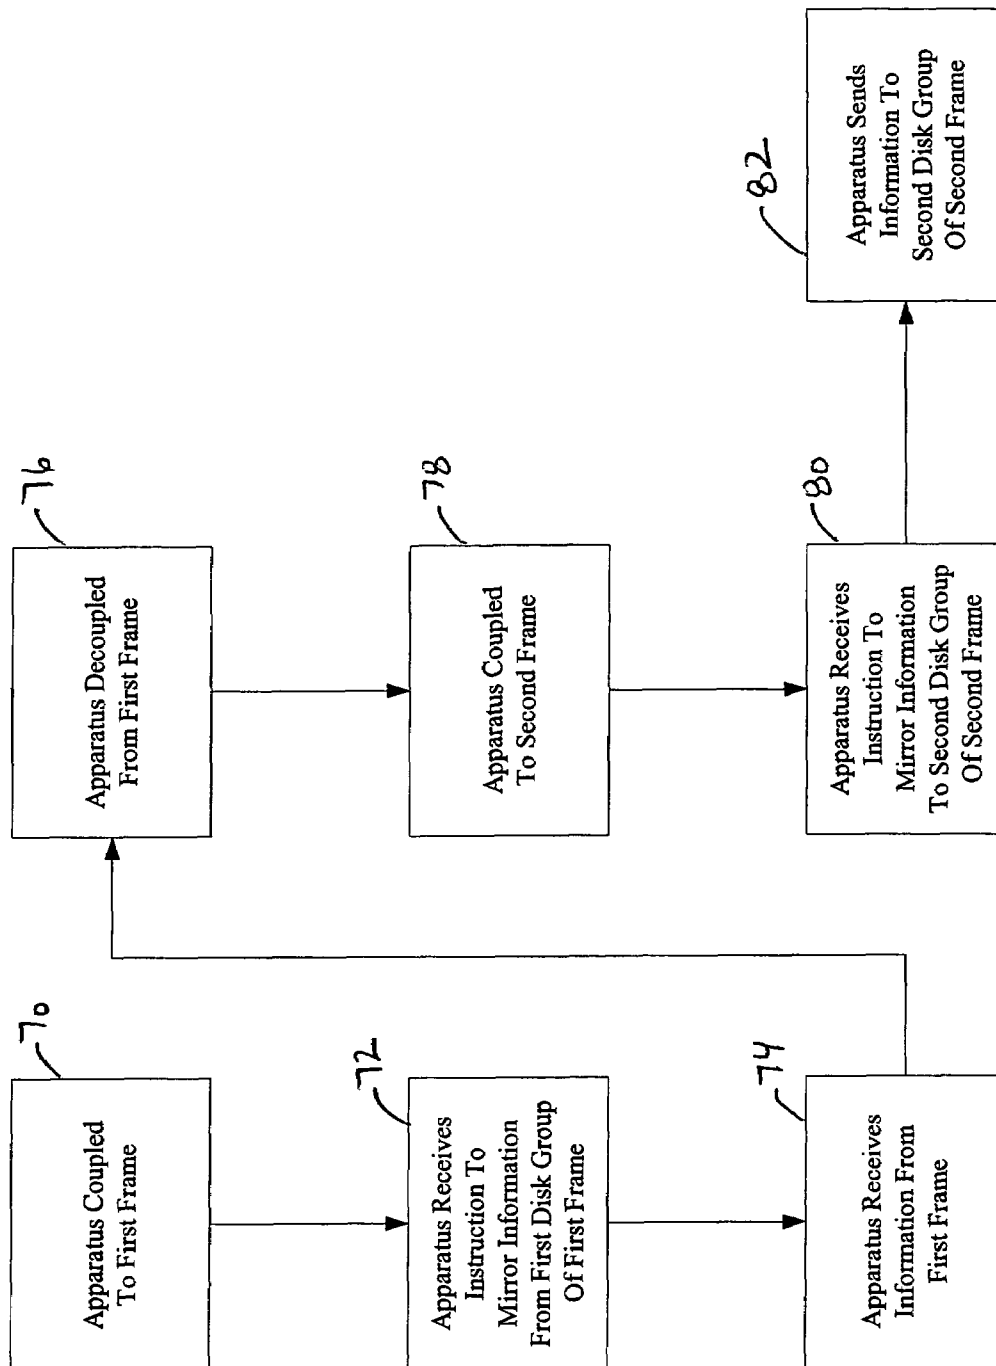 70
Apparatus Coupled
To First Frame
72
Apparatus Receives
Instruction To
Mirror Information
From First Disk Group
Of First Frame
74
Apparatus Receives
Information From
First Frame
76
Apparatus Decoupled
From First Frame
78
Apparatus Coupled
To Second Frame
80
Apparatus Receives
Instruction To
Mirror Information
To Second Disk Group
Of Second Frame
82
Apparatus Sends
Information To
Second Disk Group
Of Second Frame